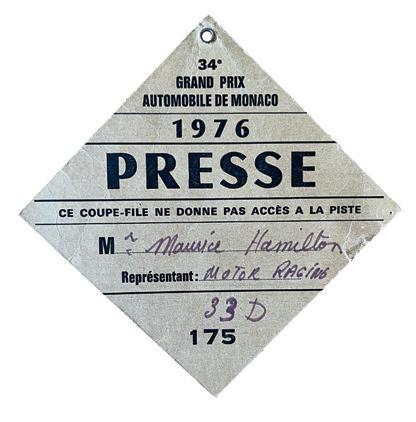 34e
GRAND PRIX
AUTOMOBILE DE MONACO
1976
PRESSE
CE COUPE-FILE NE DONNE PAS ACCÈS A LA PISTE
Mr Maurice Hamilton
Représentant: MOTOR RACING
33 D
175